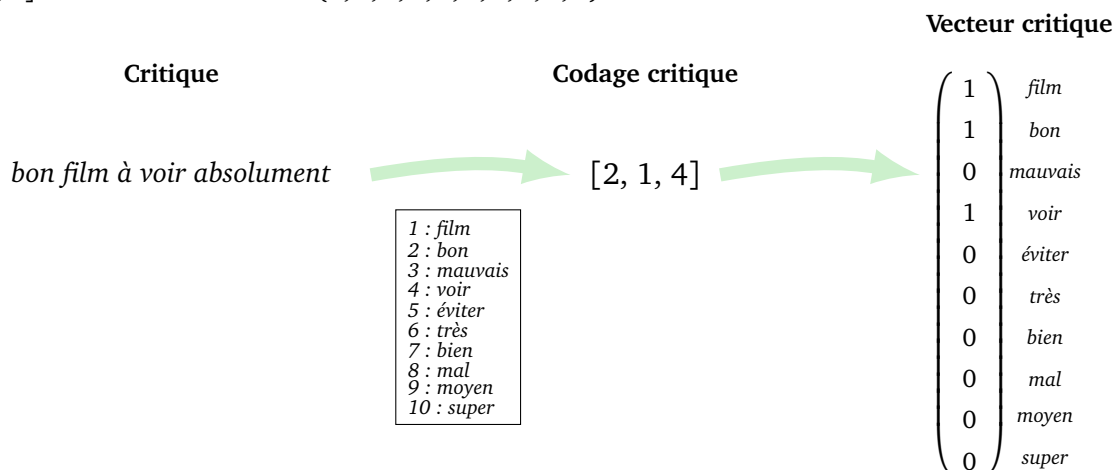 Vecteur critique
Critique
Codage critique
bon film à voir absolument
[2, 1, 4]
1 : film
2 : bon
3 : mauvais
4 : voir
5 : éviter
6 : très
7 : bien
8 : mal
9 : moyen
10 : super
1 film
1 bon
0 mauvais
1 voir
0 éviter
0 très
0 bien
0 mal
0 moyen
0 super